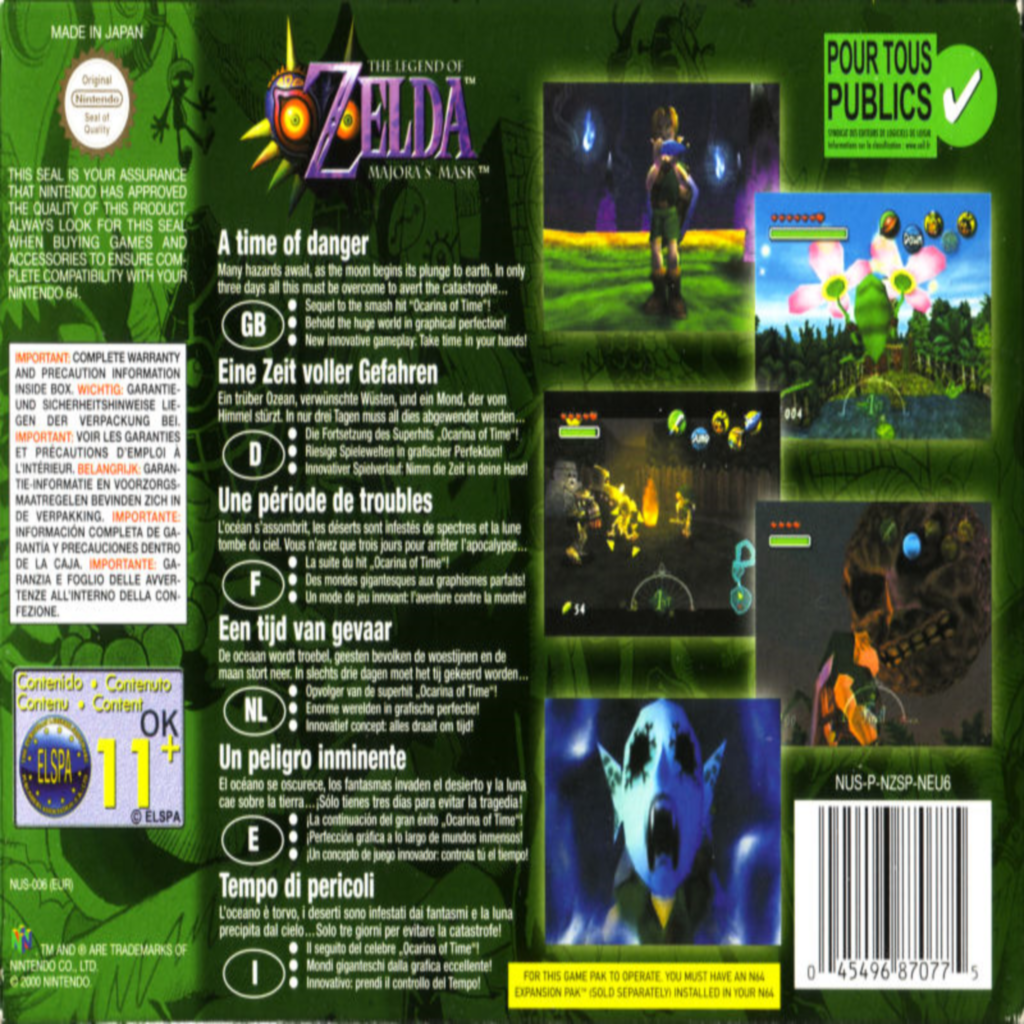 MADE IN JAPAN
Original
Nintendo
Seal of
Quality
THIS SEAL IS YOUR ASSURANCE
THAT NINTENDO HAS APPROVED
THE QUALITY OF THIS PRODUCT.
ALWAYS LOOK FOR THIS SEAL
WHEN BUYING GAMES AND
ACCESSORIES TO ENSURE COM-
PLETE COMPATIBILITY WITH YOUR
NINTENDO 64.
IMPORTANT: COMPLETE WARRANTY
AND PRECAUTION INFORMATION
INSIDE BOX. WICHTIG: GARANTIE-
UND SICHERHEITSHINWEISE LIE-
GEN DER VERPACKUNG BEI.
IMPORTANT: VOIR LES GARANTIES
ET PRÉCAUTIONS D'EMPLOI À
L'INTÉRIEUR. BELANGRIJK: GARAN-
TIE-INFORMATIE EN VOORZORGS-
MAATREGELEN BEVINDEN ZICH IN
DE VERPAKKING. IMPORTANTE:
INFORMACIÓN COMPLETA DE GA-
RANTÍA Y PRECAUCIONES DENTRO
DE LA CAJA. IMPORTANTE: GA-
RANZIA E FOGLIO DELLE AVVER-
TENZE ALL'INTERNO DELLA CON-
FEZIONE.
Contenido • Contenuto
Contenu • Content
OK
ELSPA
11+
© ELSPA
NUS-006 (EUR)
TM AND ® ARE TRADEMARKS OF
NINTENDO CO., LTD.
© 2000 NINTENDO.
THE LEGEND OF
ZELDA™
MAJORA'S MASK™
A time of danger
Many hazards await, as the moon begins its plunge to earth. In only
three days all this must be overcome to avert the catastrophe...
GB
• Sequel to the smash hit "Ocarina of Time"!
• Behold the huge world in graphical perfection!
• New innovative gameplay: Take time in your hands!
Eine Zeit voller Gefahren
Ein trüber Ozean, verwünschte Wüsten, und ein Mond, der vom
Himmel stürzt. In nur drei Tagen muss all dies abgewendet werden...
D
• Die Fortsetzung des Superhits „Ocarina of Time"!
• Riesige Spielewelten in grafischer Perfektion!
• Innovativer Spielverlauf: Nimm die Zeit in deine Hand!
Une période de troubles
L'océan s'assombrit, les déserts sont infestés de spectres et la lune
tombe du ciel. Vous n'avez que trois jours pour arrêter l'apocalypse...
F
• La suite du hit „Ocarina of Time"!
• Des mondes gigantesques aux graphismes parfaits!
• Un mode de jeu innovant: l'aventure contre la montre!
Een tijd van gevaar
De oceaan wordt troebel, geesten bevolken de woestijnen en de
maan stort neer. In slechts drie dagen moet het tij gekeerd worden...
NL
• Opvolger van de superhit „Ocarina of Time"!
• Enorme werelden in grafische perfectie!
• Innovatief concept: alles draait om tijd!
Un peligro inminente
El océano se oscurece, los fantasmas invaden el desierto y la luna
cae sobre la tierra...¡Sólo tienes tres días para evitar la tragedia!
E
• ¡La continuación del gran éxito „Ocarina of Time"!
• ¡Perfección gráfica a lo largo de mundos inmensos!
• ¡Un concepto de juego innovador: controla tú el tiempo!
Tempo di pericoli
L'oceano è torvo, i deserti sono infestati dai fantasmi e la luna
precipita dal cielo...Solo tre giorni per evitare la catastrofe!
I
• Il seguito del celebre „Ocarina of Time"!
• Mondi giganteschi dalla grafica eccellente!
• Innovativo: prendi il controllo del Tempo!
POUR TOUS
PUBLICS
SYNDICAT DES EDITEURS DE LOGICIELS DE LOISIR
Informations sur la classification : www.sell.fr
Down
004
Jump
1st
54
FOR THIS GAME PAK TO OPERATE, YOU MUST HAVE AN N64
EXPANSION PAK™ (SOLD SEPARATELY) INSTALLED IN YOUR N64
NUS-P-NZSP-NEU6
0 45496 87077 5